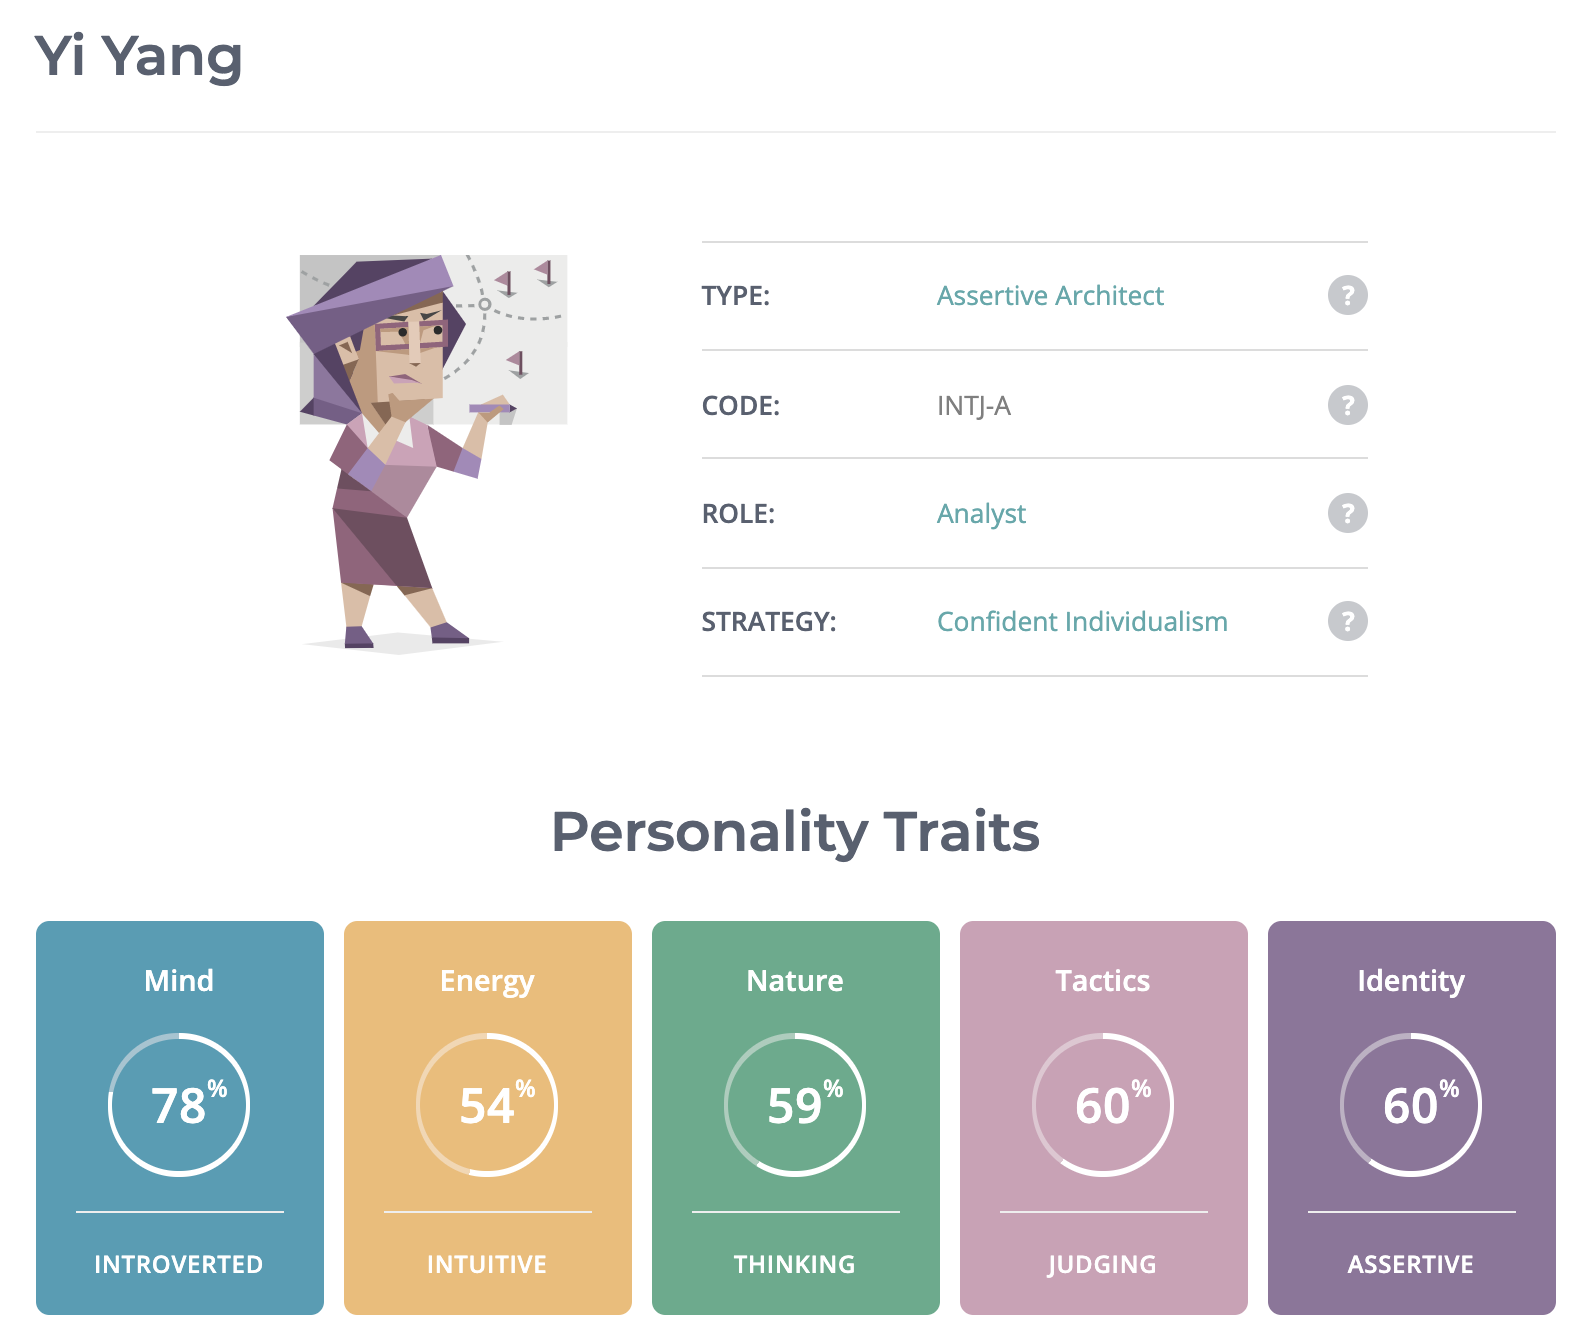 Yi Yang
TYPE: Assertive Architect ?
CODE: INTJ-A ?
ROLE: Analyst ?
STRATEGY: Confident Individualism ?
Personality Traits
Mind
78%
INTROVERTED
Energy
54%
INTUITIVE
Nature
59%
THINKING
Tactics
60%
JUDGING
Identity
60%
ASSERTIVE